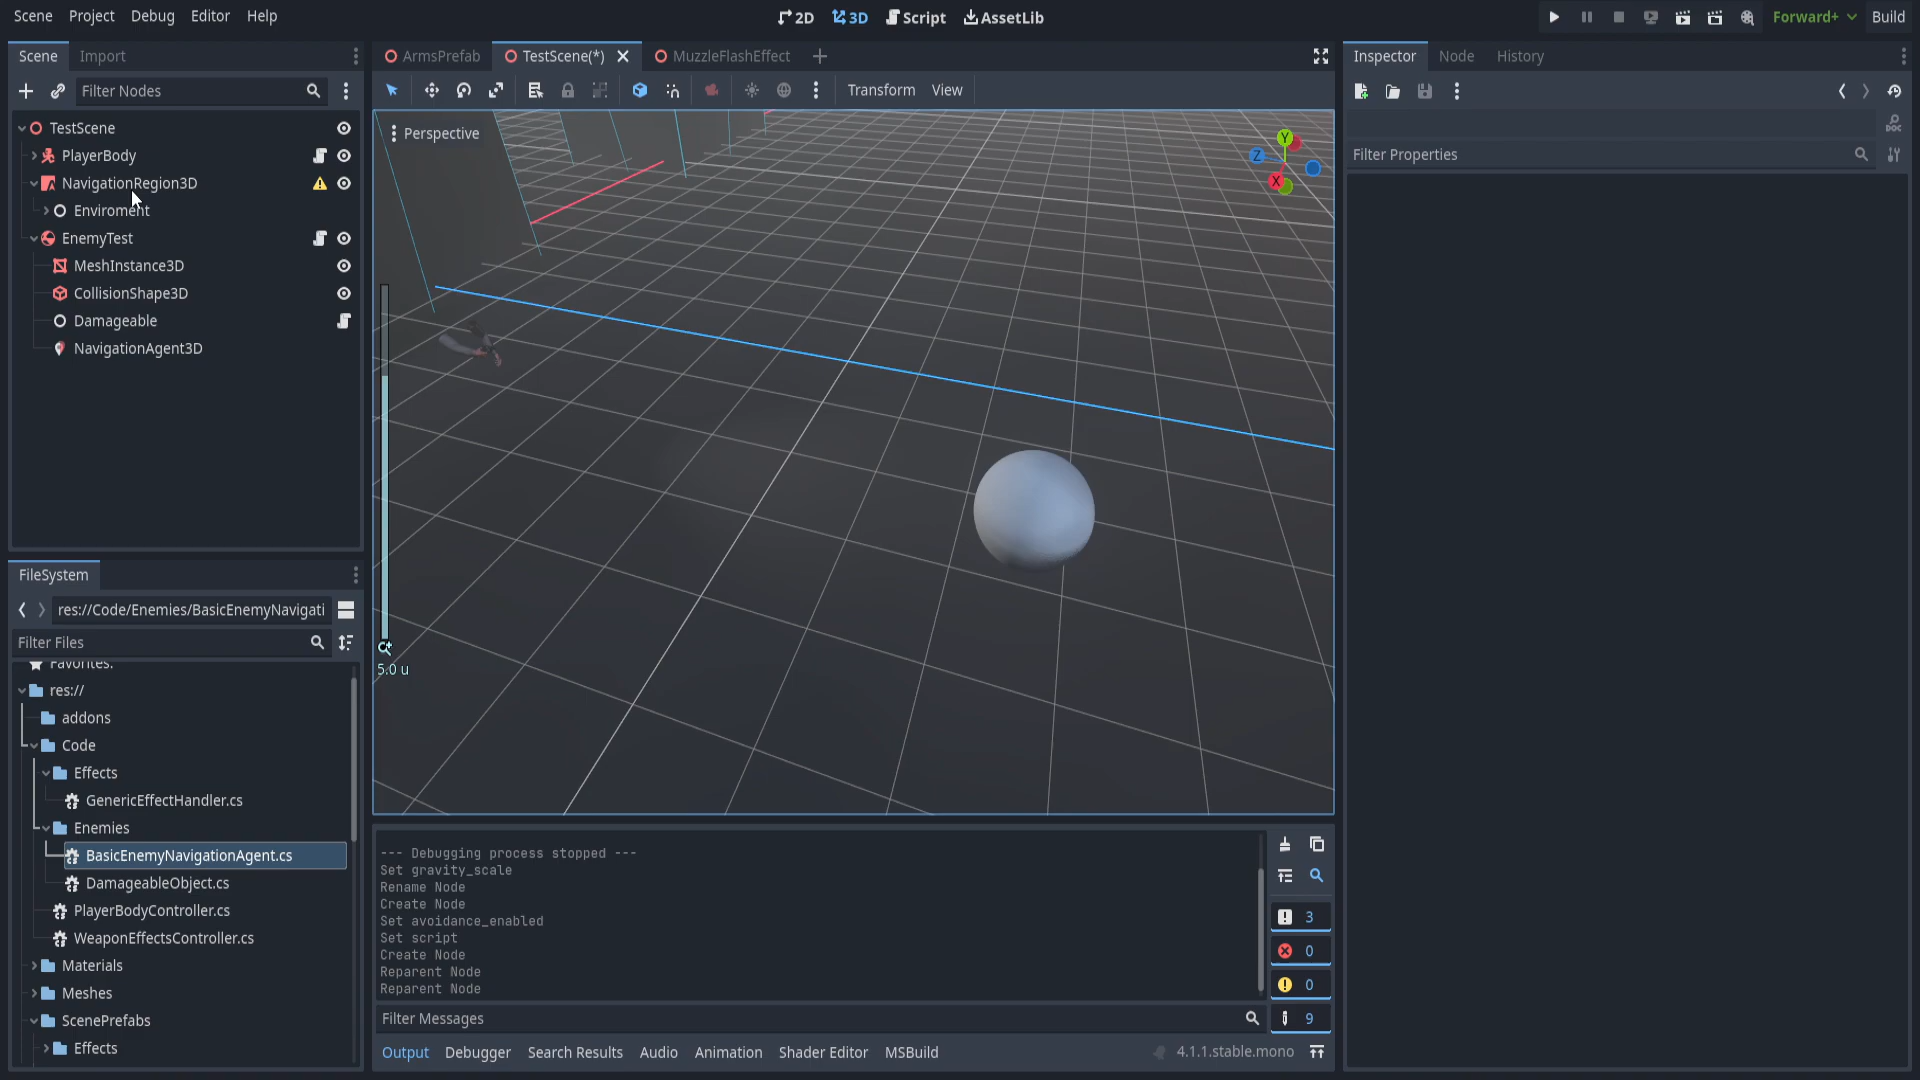 Scene Project Debug Editor Help
2D 3D Script AssetLib
Forward+ Build
Scene Import
ArmsPrefab TestScene(*) MuzzleFlashEffect
Inspector Node History
Filter Nodes
Transform View
TestScene
PlayerBody
NavigationRegion3D
Enviroment
EnemyTest
MeshInstance3D
CollisionShape3D
Damageable
NavigationAgent3D
Perspective
Y
Z
X
5.0 u
DOC
Filter Properties
FileSystem
res://Code/Enemies/BasicEnemyNavigati
Filter Files
Favorites:
res://
addons
Code
Effects
GenericEffectHandler.cs
Enemies
BasicEnemyNavigationAgent.cs
DamageableObject.cs
PlayerBodyController.cs
WeaponEffectsController.cs
Materials
Meshes
ScenePrefabs
Effects
--- Debugging process stopped ---
Set gravity_scale
Rename Node
Create Node
Set avoidance_enabled
Set script
Create Node
Reparent Node
Reparent Node
3
0
0
9
Filter Messages
Output Debugger Search Results Audio Animation Shader Editor MSBuild
4.1.1.stable.mono